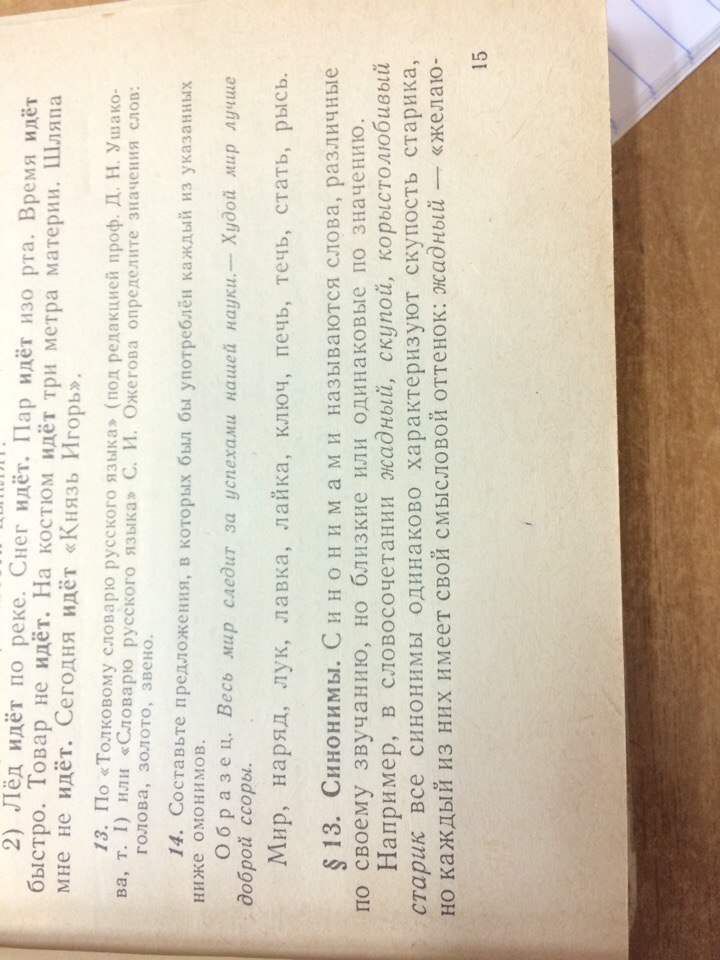 2) Лёд идёт по реке. Снег идёт. Пар идёт изо рта. Время идёт
быстро. Товар не идёт. На костюм идёт три метра материи. Шляпа
мне не идёт. Сегодня идёт «Князь Игорь».
13. По «Толковому словарю русского языка» (под редакцией проф. Д. Н. Ушако-
ва, т. I) или «Словарю русского языка» С. И. Ожегова определите значения слов:
голова, золото, звено.
14. Составьте предложения, в которых был бы употреблён каждый из указанных
ниже омонимов.
Образец. Весь мир следит за успехами нашей науки.— Худой мир лучше
доброй ссоры.
Мир, наряд, лук, лавка, лайка, ключ, печь, течь, стать, рысь.
§ 13. Синонимы. Синонимами называются слова, различные
по своему звучанию, но близкие или одинаковые по значению.
Например, в словосочетании жадный, скупой, корыстолюбивый
старик все синонимы одинаково характеризуют скупость старика,
но каждый из них имеет свой смысловой оттенок: жадный — «желаю-
15